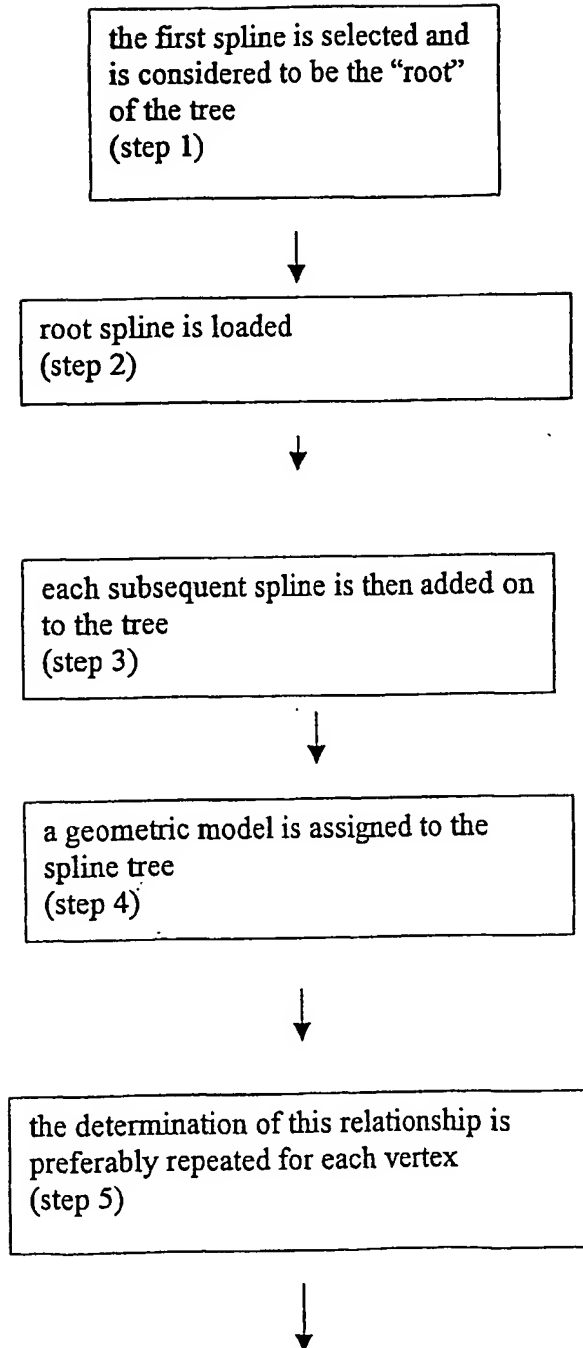 the first spline is selected and
is considered to be the “root”
of the tree
(step 1)
root spline is loaded
(step 2)
each subsequent spline is then added on
to the tree
(step 3)
a geometric model is assigned to the
spline tree
(step 4)
the determination of this relationship is
preferably repeated for each vertex
(step 5)